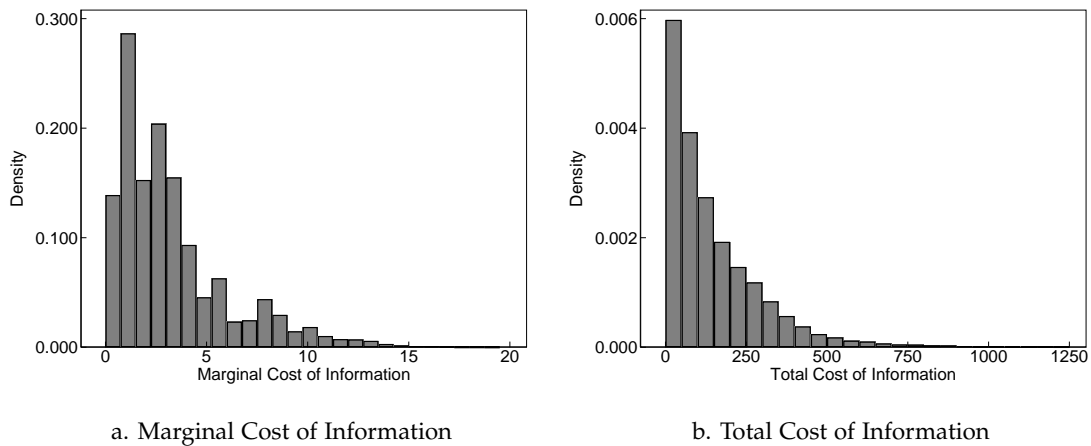 0.300
0.200
0.100
0.000
Density
0 5 10 15 20
Marginal Cost of Information
a. Marginal Cost of Information
0.006
0.004
0.002
0.000
Density
0 250 500 750 1000 1250
Total Cost of Information
b. Total Cost of Information